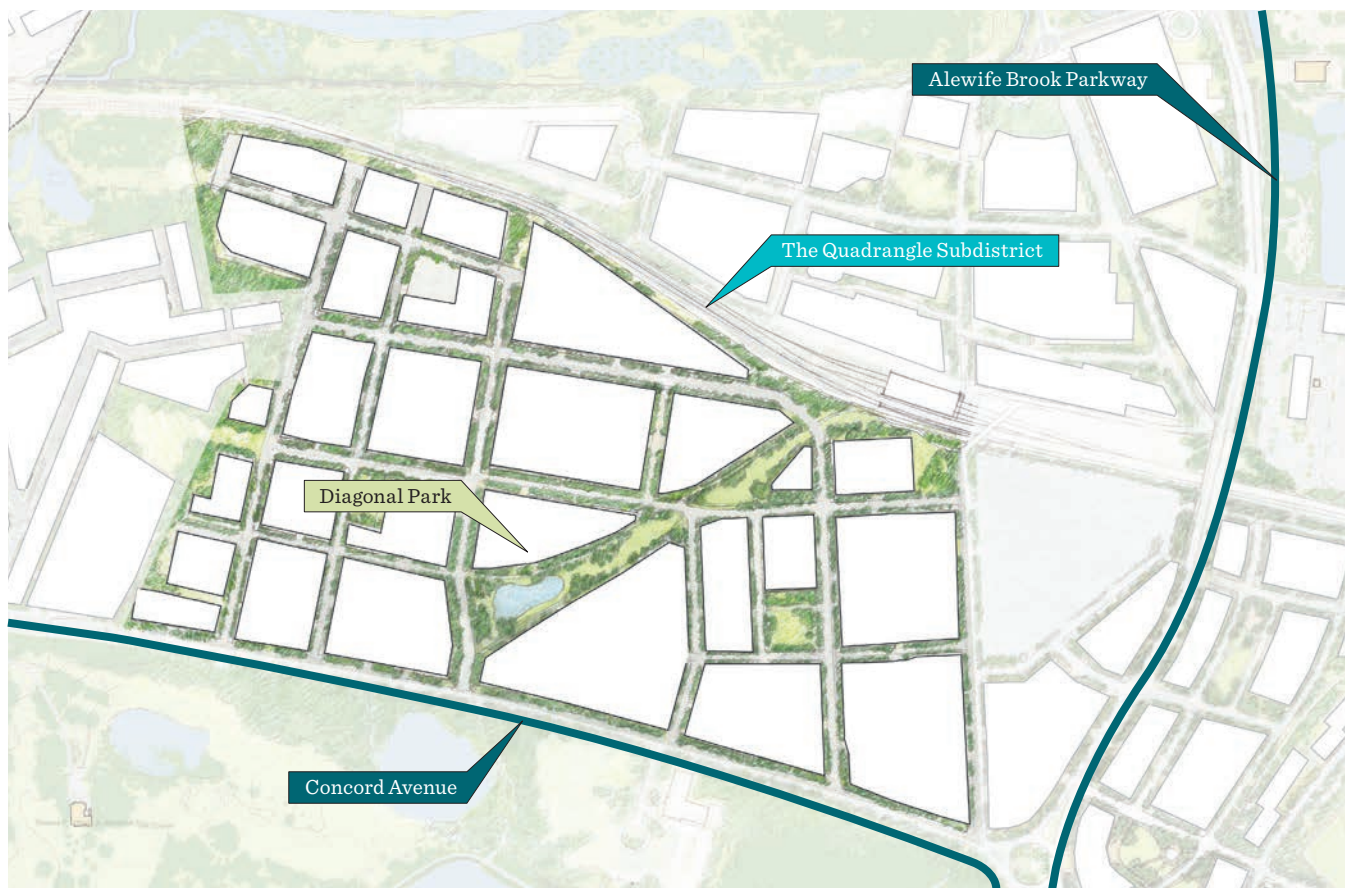 Alewife Brook Parkway
The Quadrangle Subdistrict
Diagonal Park
Concord Avenue